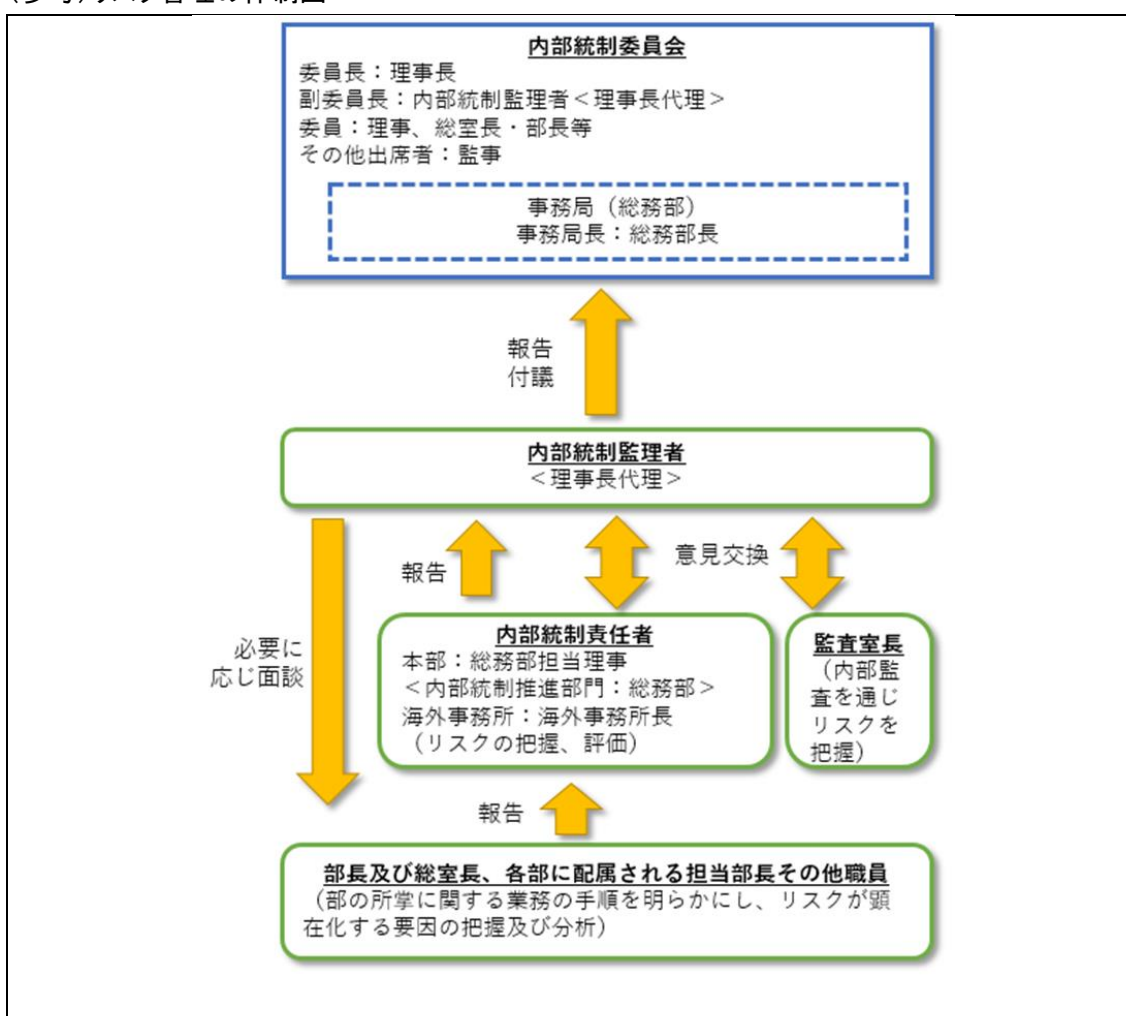 内部統制委員会
委員長：理事長
副委員長：内部統制監理者＜理事長代理＞
委員：理事、総室長・部長等
その他出席者：監事
事務局（総務部）
事務局長：総務部長
報告
付議
内部統制監理者
＜理事長代理＞
報告
意見交換
必要に
応じ面談
内部統制責任者
本部：総務部担当理事
＜内部統制推進部門：総務部＞
海外事務所：海外事務所長
（リスクの把握、評価）
監査室長
（内部監
査を通じ
リスクを
把握）
報告
部長及び総室長、各部に配属される担当部長その他職員
（部の所掌に関する業務の手順を明らかにし、リスクが顕
在化する要因の把握及び分析）